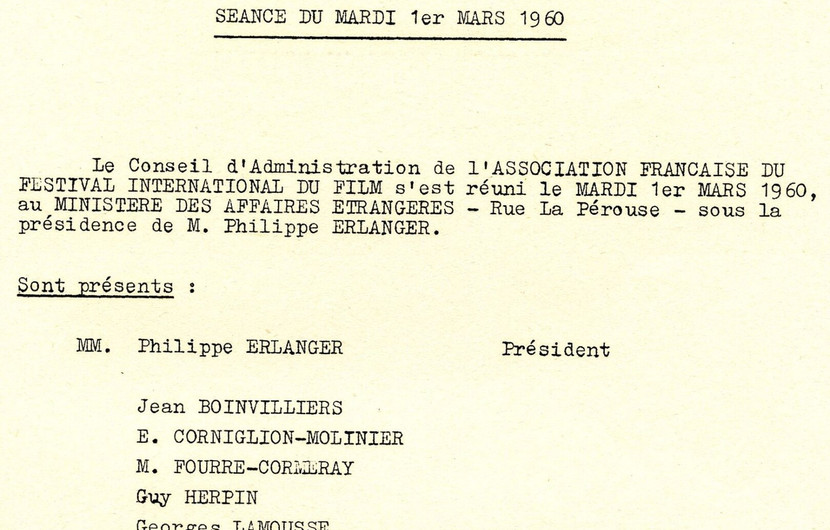 SEANCE DU MARDI 1er MARS 1960
Le Conseil d'Administration de l'ASSOCIATION FRANCAISE DU
FESTIVAL INTERNATIONAL DU FILM s'est réuni le MARDI 1er MARS 1960,
au MINISTERE DES AFFAIRES ETRANGERES - Rue La Pérouse - sous la
présidence de M. Philippe ERLANGER.
Sont présents :
MM. Philippe ERLANGER Président
Jean BOINVILLIERS
E. CORNIGLION-MOLINIER
M. FOURRE-CORMERAY
Guy HERPIN
Georges LAMOUSSE